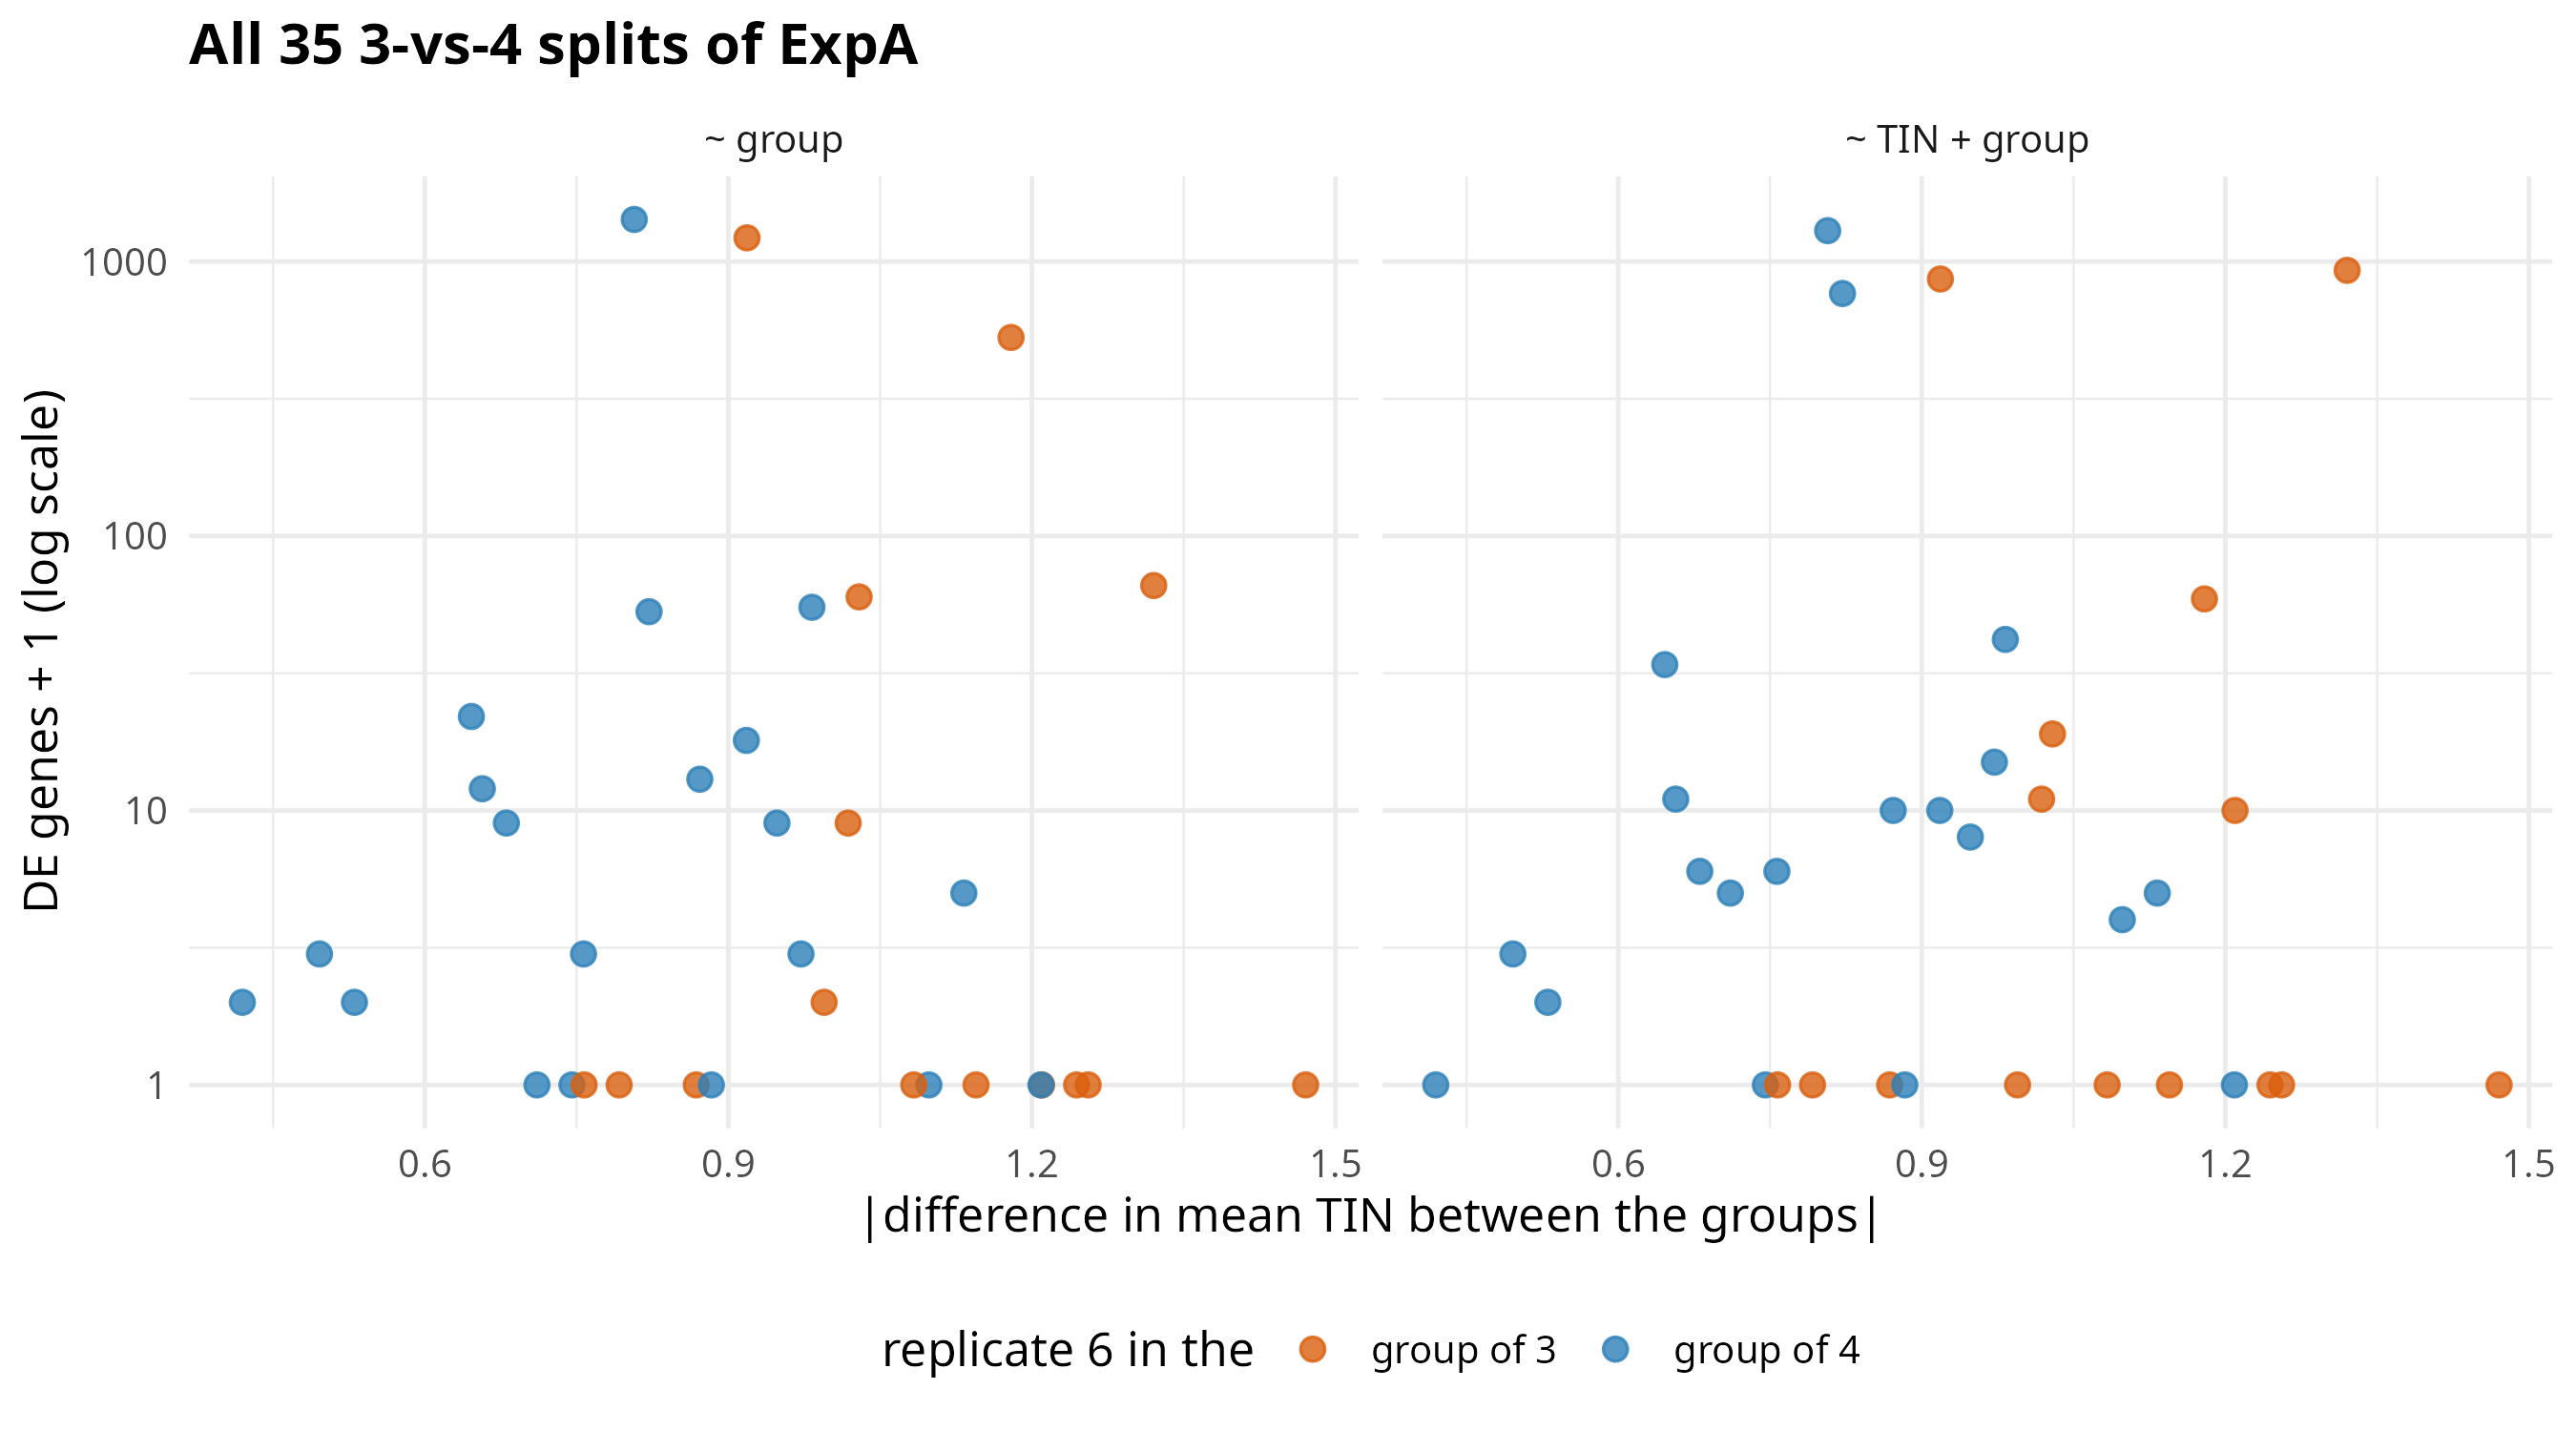 All 35 3-vs-4 splits of ExpA
~ group
~ TIN + group
DE genes + 1 (log scale)
1000
100
10
1
0.6 0.9 1.2 1.5
0.6 0.9 1.2 1.5
|difference in mean TIN between the groups|
replicate 6 in the group of 3 group of 4